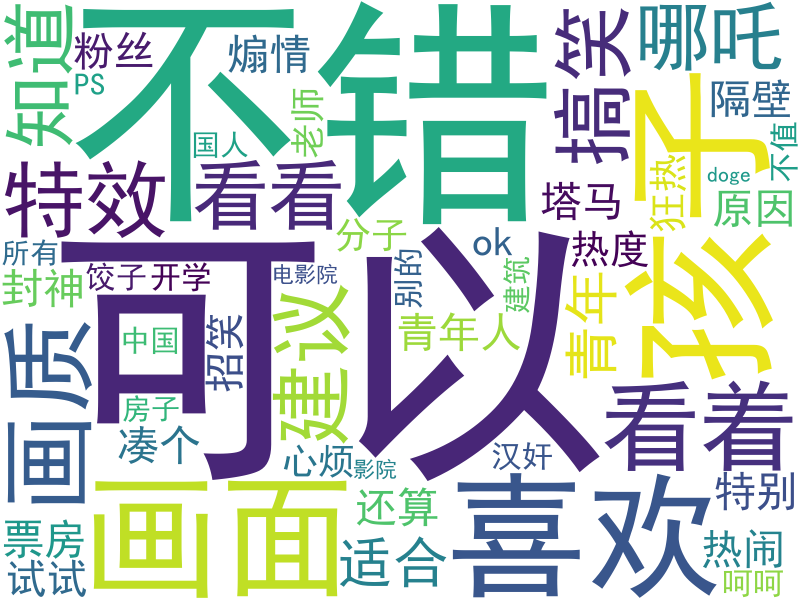 知道
粉丝
PS
煽情
老师
国人
不错
搞笑
哪吒
隔壁
不值
doge
狂热
原因
孩子
特效
看看
分子
ok
塔马
热度
所有
封神
饺子
开学
电影院
别的
建筑
青年
可以
画质
中国
房子
招笑
建议
青年人
看着
凑个
心烦
影院
汉奸
画面
还算
喜欢
特别
票房
试试
适合
热闹
呵呵